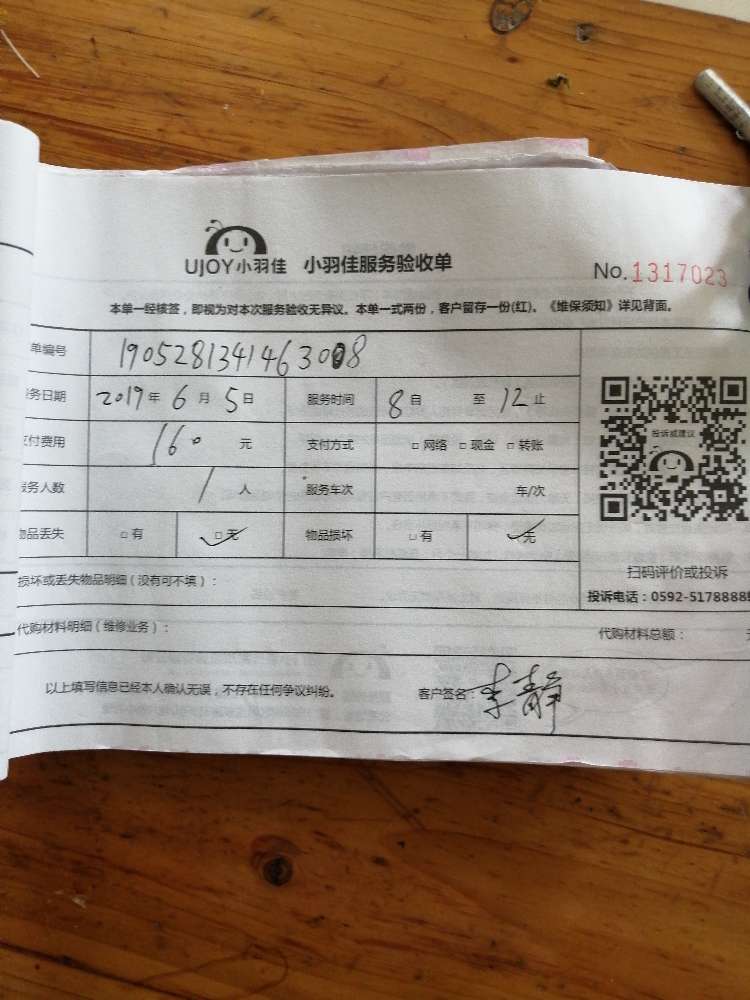 UJOY小羽佳 小羽佳服务验收单
No.1317023
本单一经核签，即视为对本次服务验收无异议。本单一式两份，客户留存一份(红)。《维保须知》详见背面。
单编号 190528134146308
务日期 2019年 6月 5日 服务时间 8自 至 12止
付费用 160 元 支付方式 □网络 □现金 □转账
务人数 1人 服务车次 车/次
物品丢失 □有 □无 物品损坏 □有 无
投诉或建议
扫码评价或投诉
损坏或丢失物品明细（没有可不填）：
投诉电话：0592-5178888
代购材料明细（维修业务）： 代购材料总额：
以上填写信息已经本人确认无误，不存在任何争议纠纷。 客户签名：李静